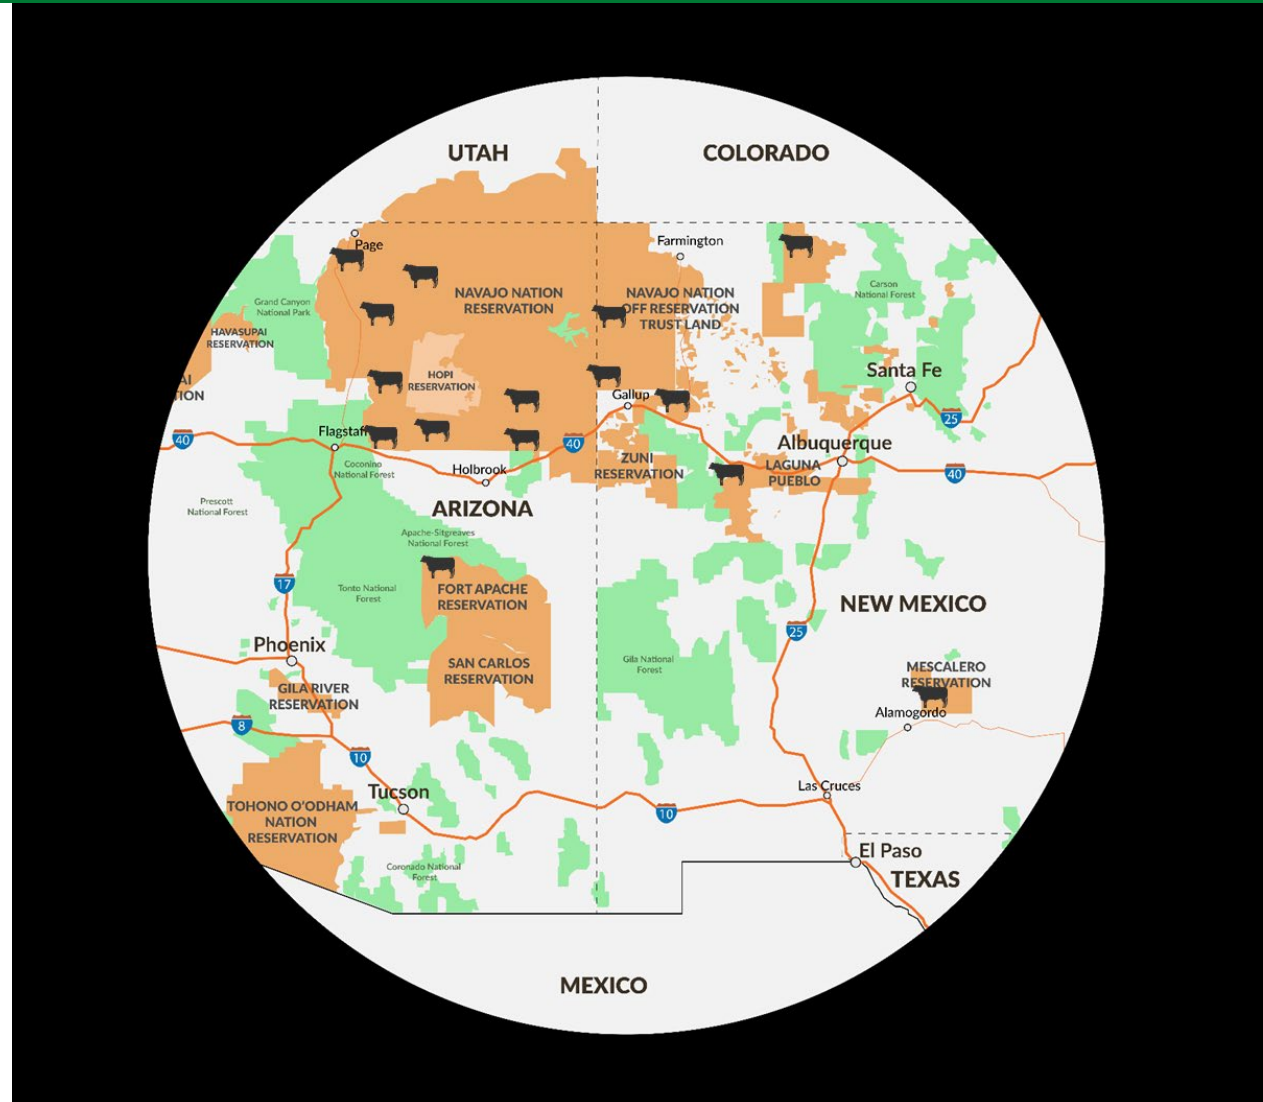 UTAH
COLORADO
Page
Farmington
NAVAJO NATION
RESERVATION
NAVAJO NATION
OFF RESERVATION
TRUST LAND
Grand Canyon
National Park
Carson
National Forest
HAVASUPAI
RESERVATION
HOPI
RESERVATION
AI
TION
Santa Fe
Gallup
25
Flagstaff
40
40
Albuquerque
ZUNI
RESERVATION
LAGUNA
PUEBLO
40
Coconino
National Forest
Holbrook
Prescott
National Forest
ARIZONA
Apache-Sitgreaves
National Forest
17
Tonto National
Forest
FORT APACHE
RESERVATION
NEW MEXICO
25
Phoenix
SAN CARLOS
RESERVATION
Gila National
Forest
MESCALERO
RESERVATION
GILA RIVER
RESERVATION
Alamogordo
8
10
Tucson
Las Cruces
TOHONO O'ODHAM
NATION
RESERVATION
10
El Paso
TEXAS
Coronado National
Forest
MEXICO